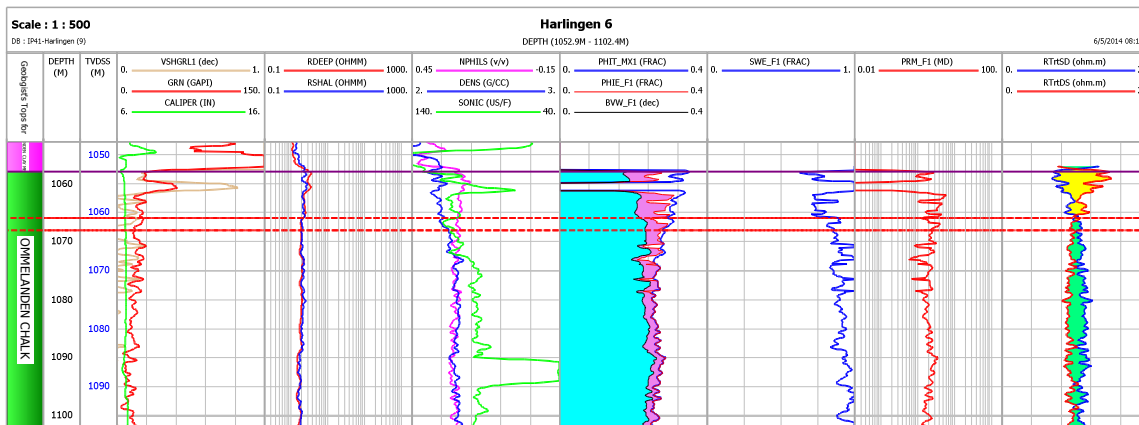 Scale : 1 : 500
Harlingen 6
DB : IP41-Harlingen (9)
DEPTH (1052.9M - 1102.4M)
6/5/2014 08:1
Geologist's Tops for
DEPTH (M)
TVDSS (M)
VSHGRL1 (dec)
0. 1.
GRN (GAPI)
0. 150.
CALIPER (IN)
6. 16.
RDEEP (OHMM)
0.1 1000.
RSHAL (OHMM)
0.1 1000.
NPHILS (v/v)
0.45 -0.15
DENS (G/CC)
2. 3.
SONIC (US/F)
140. 40.
PHIT_MX1 (FRAC)
0. 0.4
PHIE_F1 (FRAC)
0. 0.4
BVW_F1 (dec)
0. 0.4
SWE_F1 (FRAC)
0. 1.
PRM_F1 (MD)
0.01 100.
RTrtSD (ohm.m)
0.
RTrtDS (ohm.m)
0.
1050
1060
1060
1070
1070
1080
1080
1090
1090
1100
OMMELANDEN CHALK